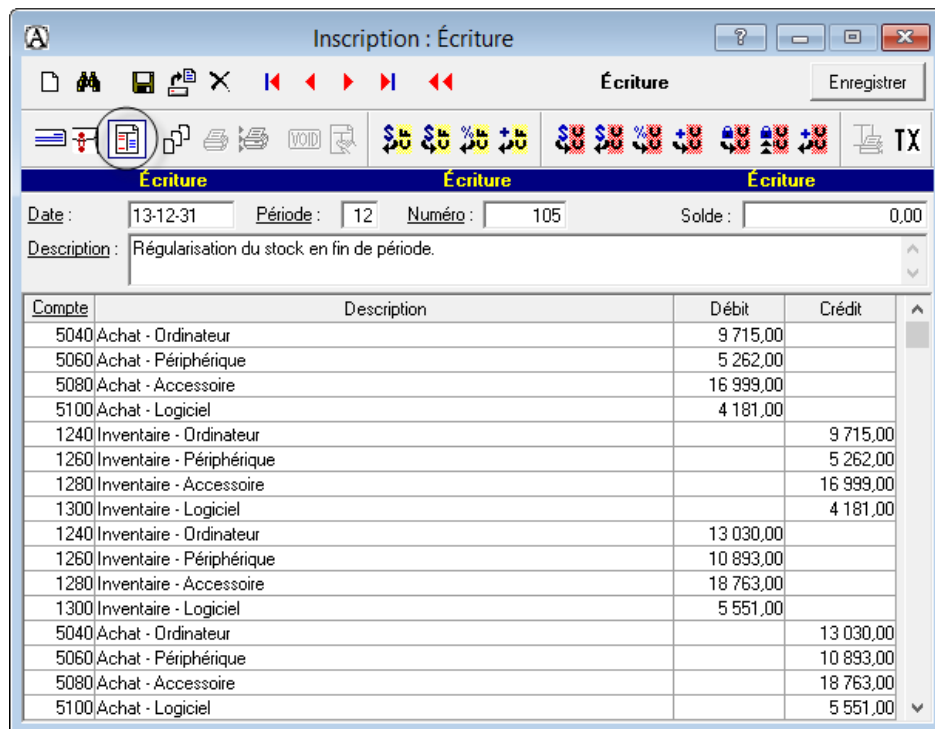 Inscription : Écriture
Écriture Enregistrer
VOID $ $ % + $ $ % + + TX
Écriture Écriture Écriture
Date : 13-12-31 Période : 12 Numéro : 105 Solde : 0,00
Description : Régularisation du stock en fin de période.
Compte Description Débit Crédit
5040 Achat - Ordinateur 9 715,00
5060 Achat - Périphérique 5 262,00
5080 Achat - Accessoire 16 999,00
5100 Achat - Logiciel 4 181,00
1240 Inventaire - Ordinateur 9 715,00
1260 Inventaire - Périphérique 5 262,00
1280 Inventaire - Accessoire 16 999,00
1300 Inventaire - Logiciel 4 181,00
1240 Inventaire - Ordinateur 13 030,00
1260 Inventaire - Périphérique 10 893,00
1280 Inventaire - Accessoire 18 763,00
1300 Inventaire - Logiciel 5 551,00
5040 Achat - Ordinateur 13 030,00
5060 Achat - Périphérique 10 893,00
5080 Achat - Accessoire 18 763,00
5100 Achat - Logiciel 5 551,00